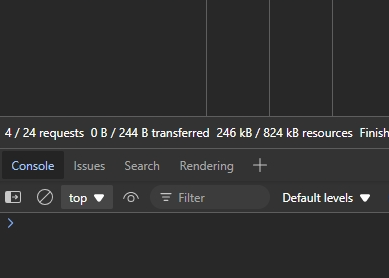 4 / 24 requests 0 B / 244 B transferred 246 kB / 824 kB resources Finish
Console Issues Search Rendering
top Filter Default levels